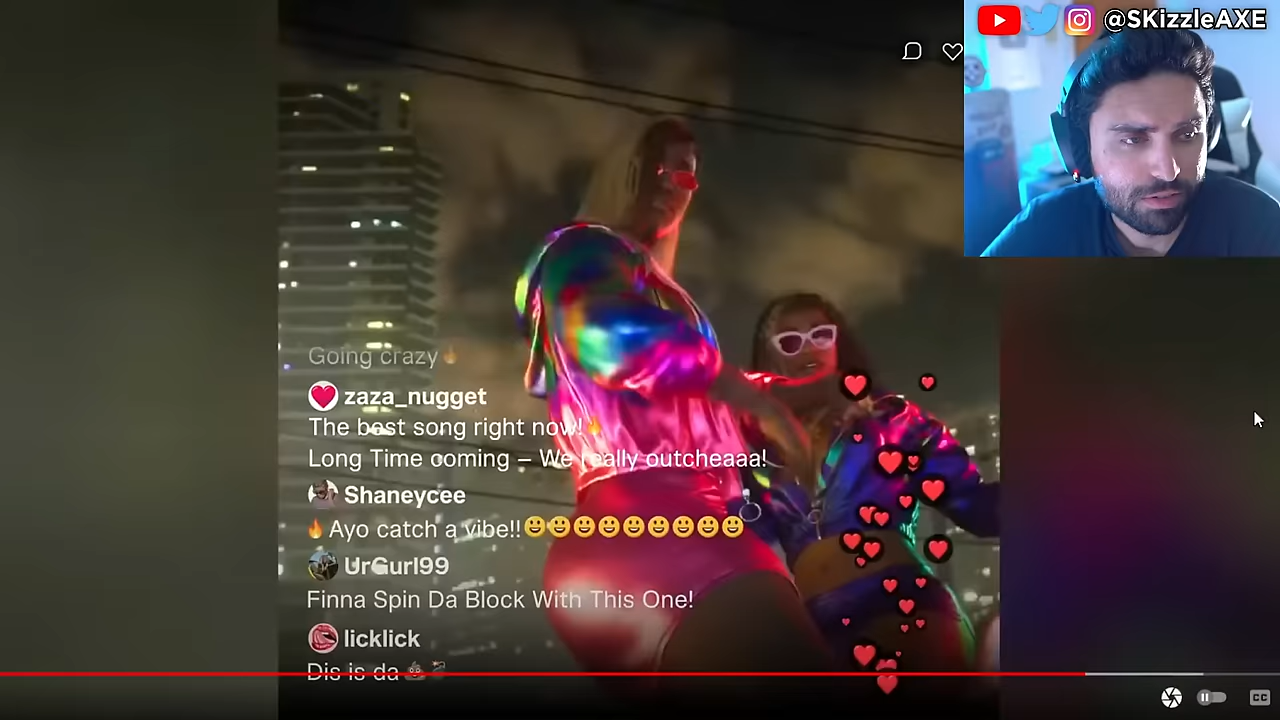 @SKizzleAXE
Going crazy🔥
zaza_nugget
The best song right now!🔥
Long Time coming – We really outcheaaa!
Shaneycee
🔥Ayo catch a vibe!!😀😀😀😀😀😀😀😀😀
UrGurl99
Finna Spin Da Block With This One!
licklick
Dis is da 💩💣
CC